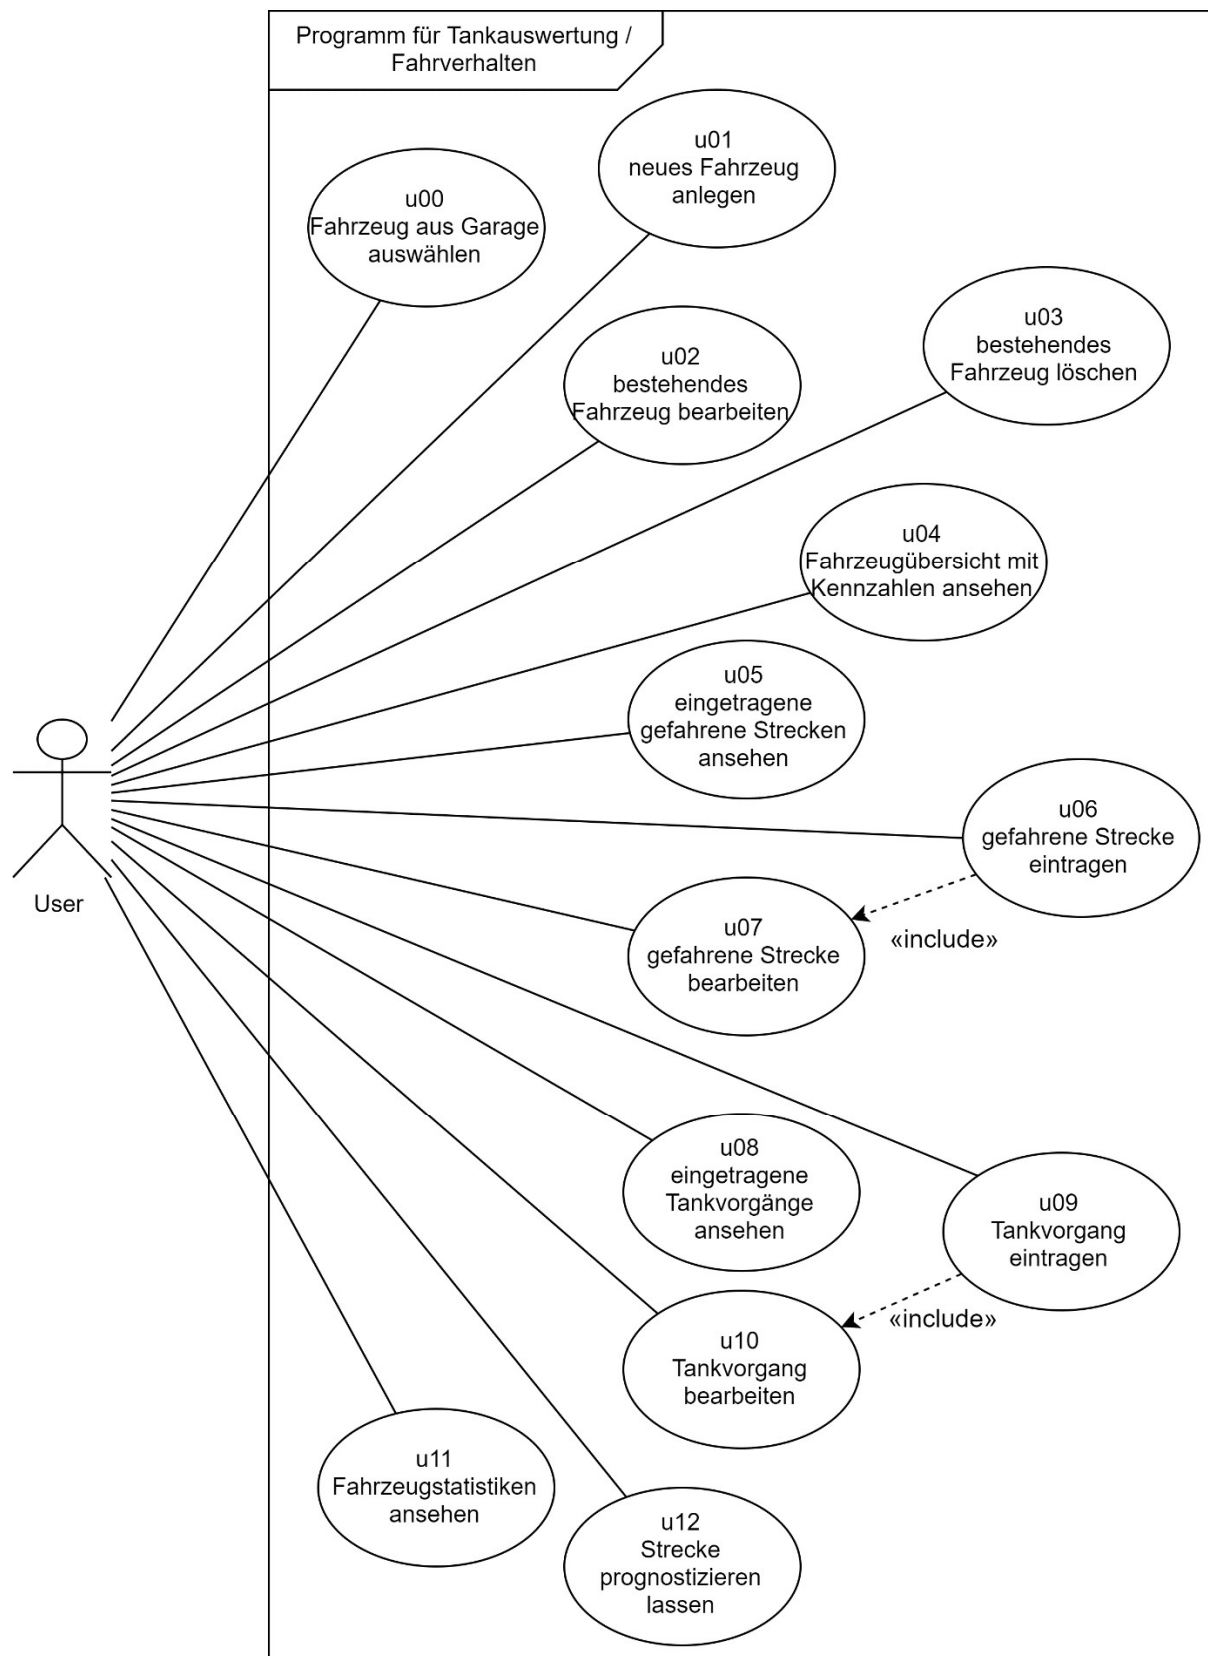 Programm für Tankauswertung /
Fahrverhalten
u01
neues Fahrzeug
anlegen
u00
Fahrzeug aus Garage
auswählen
u03
bestehendes
Fahrzeug löschen
u02
bestehendes
Fahrzeug bearbeiten
u04
Fahrzeugübersicht mit
Kennzahlen ansehen
u05
eingetragene
gefahrene Strecken
ansehen
u06
gefahrene Strecke
eintragen
User
u07
gefahrene Strecke
bearbeiten
«include»
u08
eingetragene
Tankvorgänge
ansehen
u09
Tankvorgang
eintragen
«include»
u10
Tankvorgang
bearbeiten
u11
Fahrzeugstatistiken
ansehen
u12
Strecke
prognostizieren
lassen